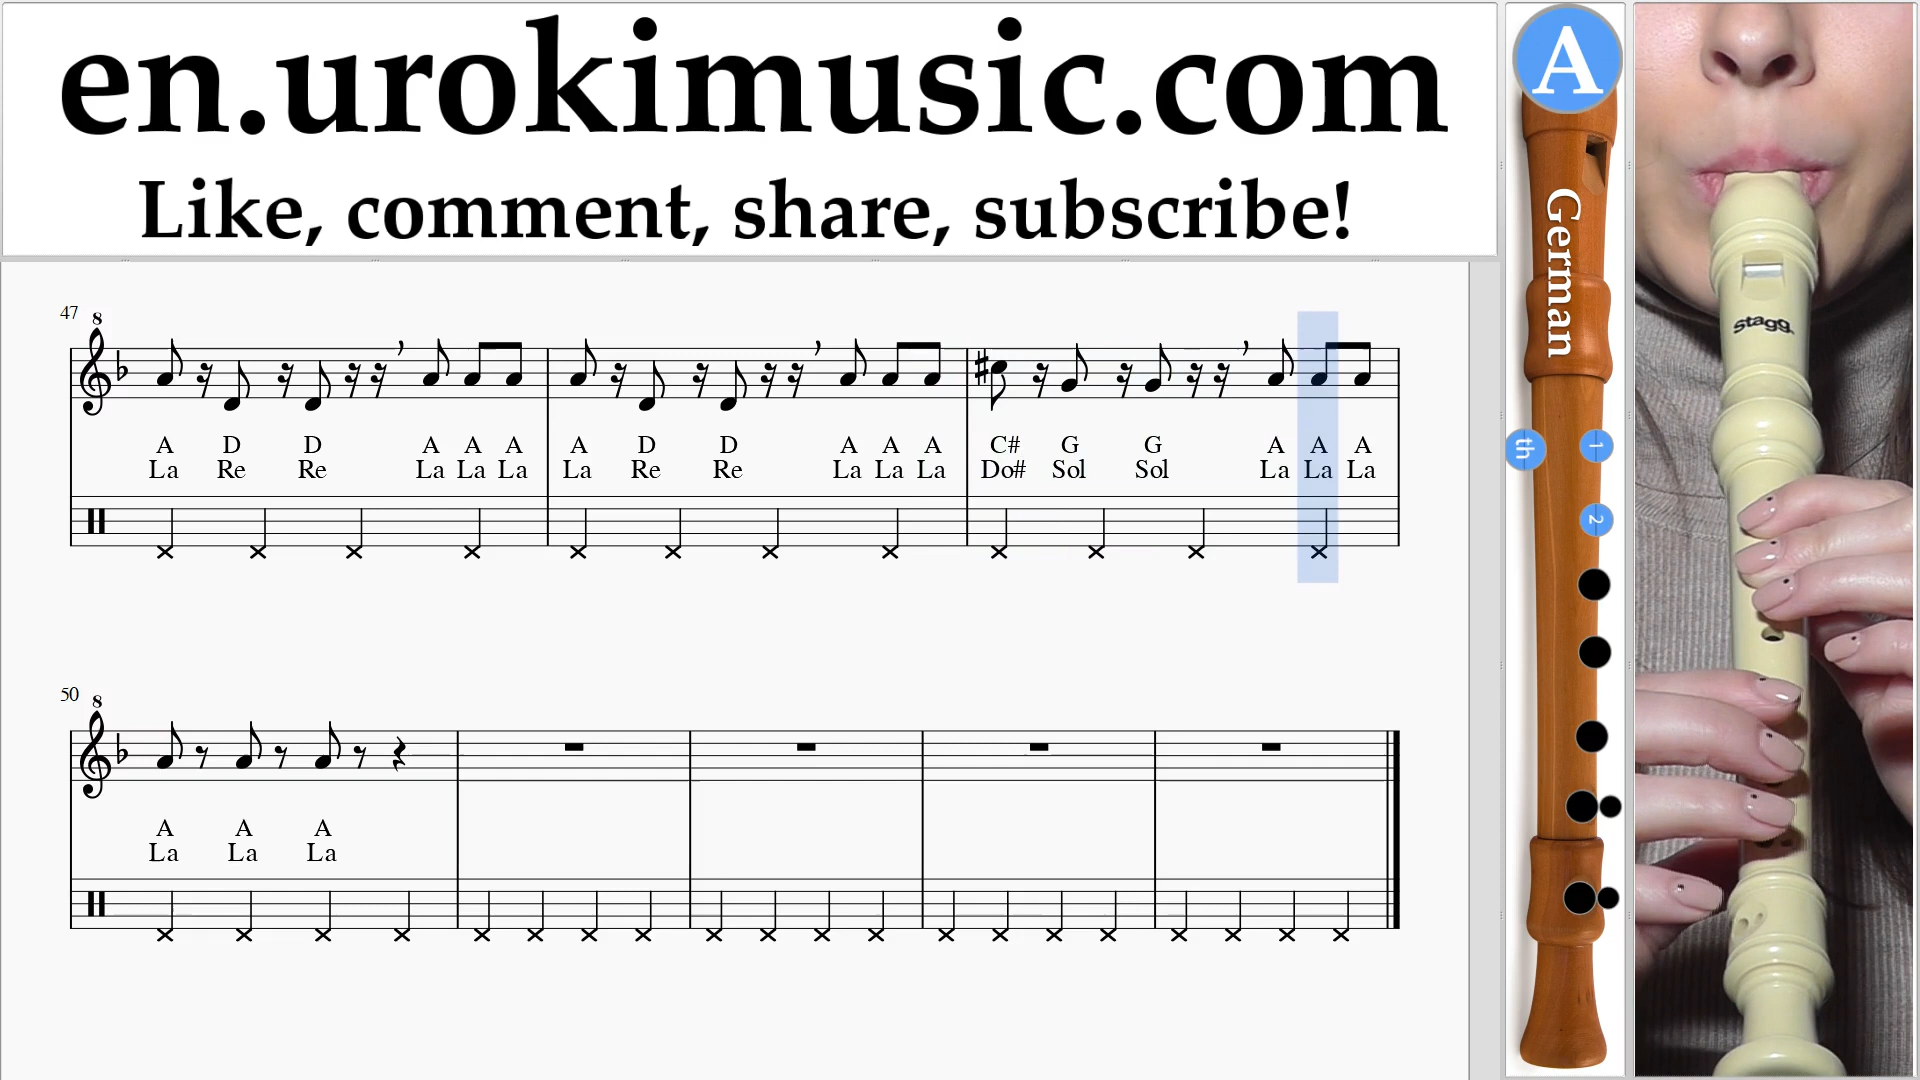 en.urokimusic.com
Like, comment, share, subscribe!
A
German
th
1
2
Stagg
47
8
A D D A A A A D D A A A C# G G A A A
La Re Re La La La La Re Re La La La Do# Sol Sol La La La
50
8
A A A
La La La